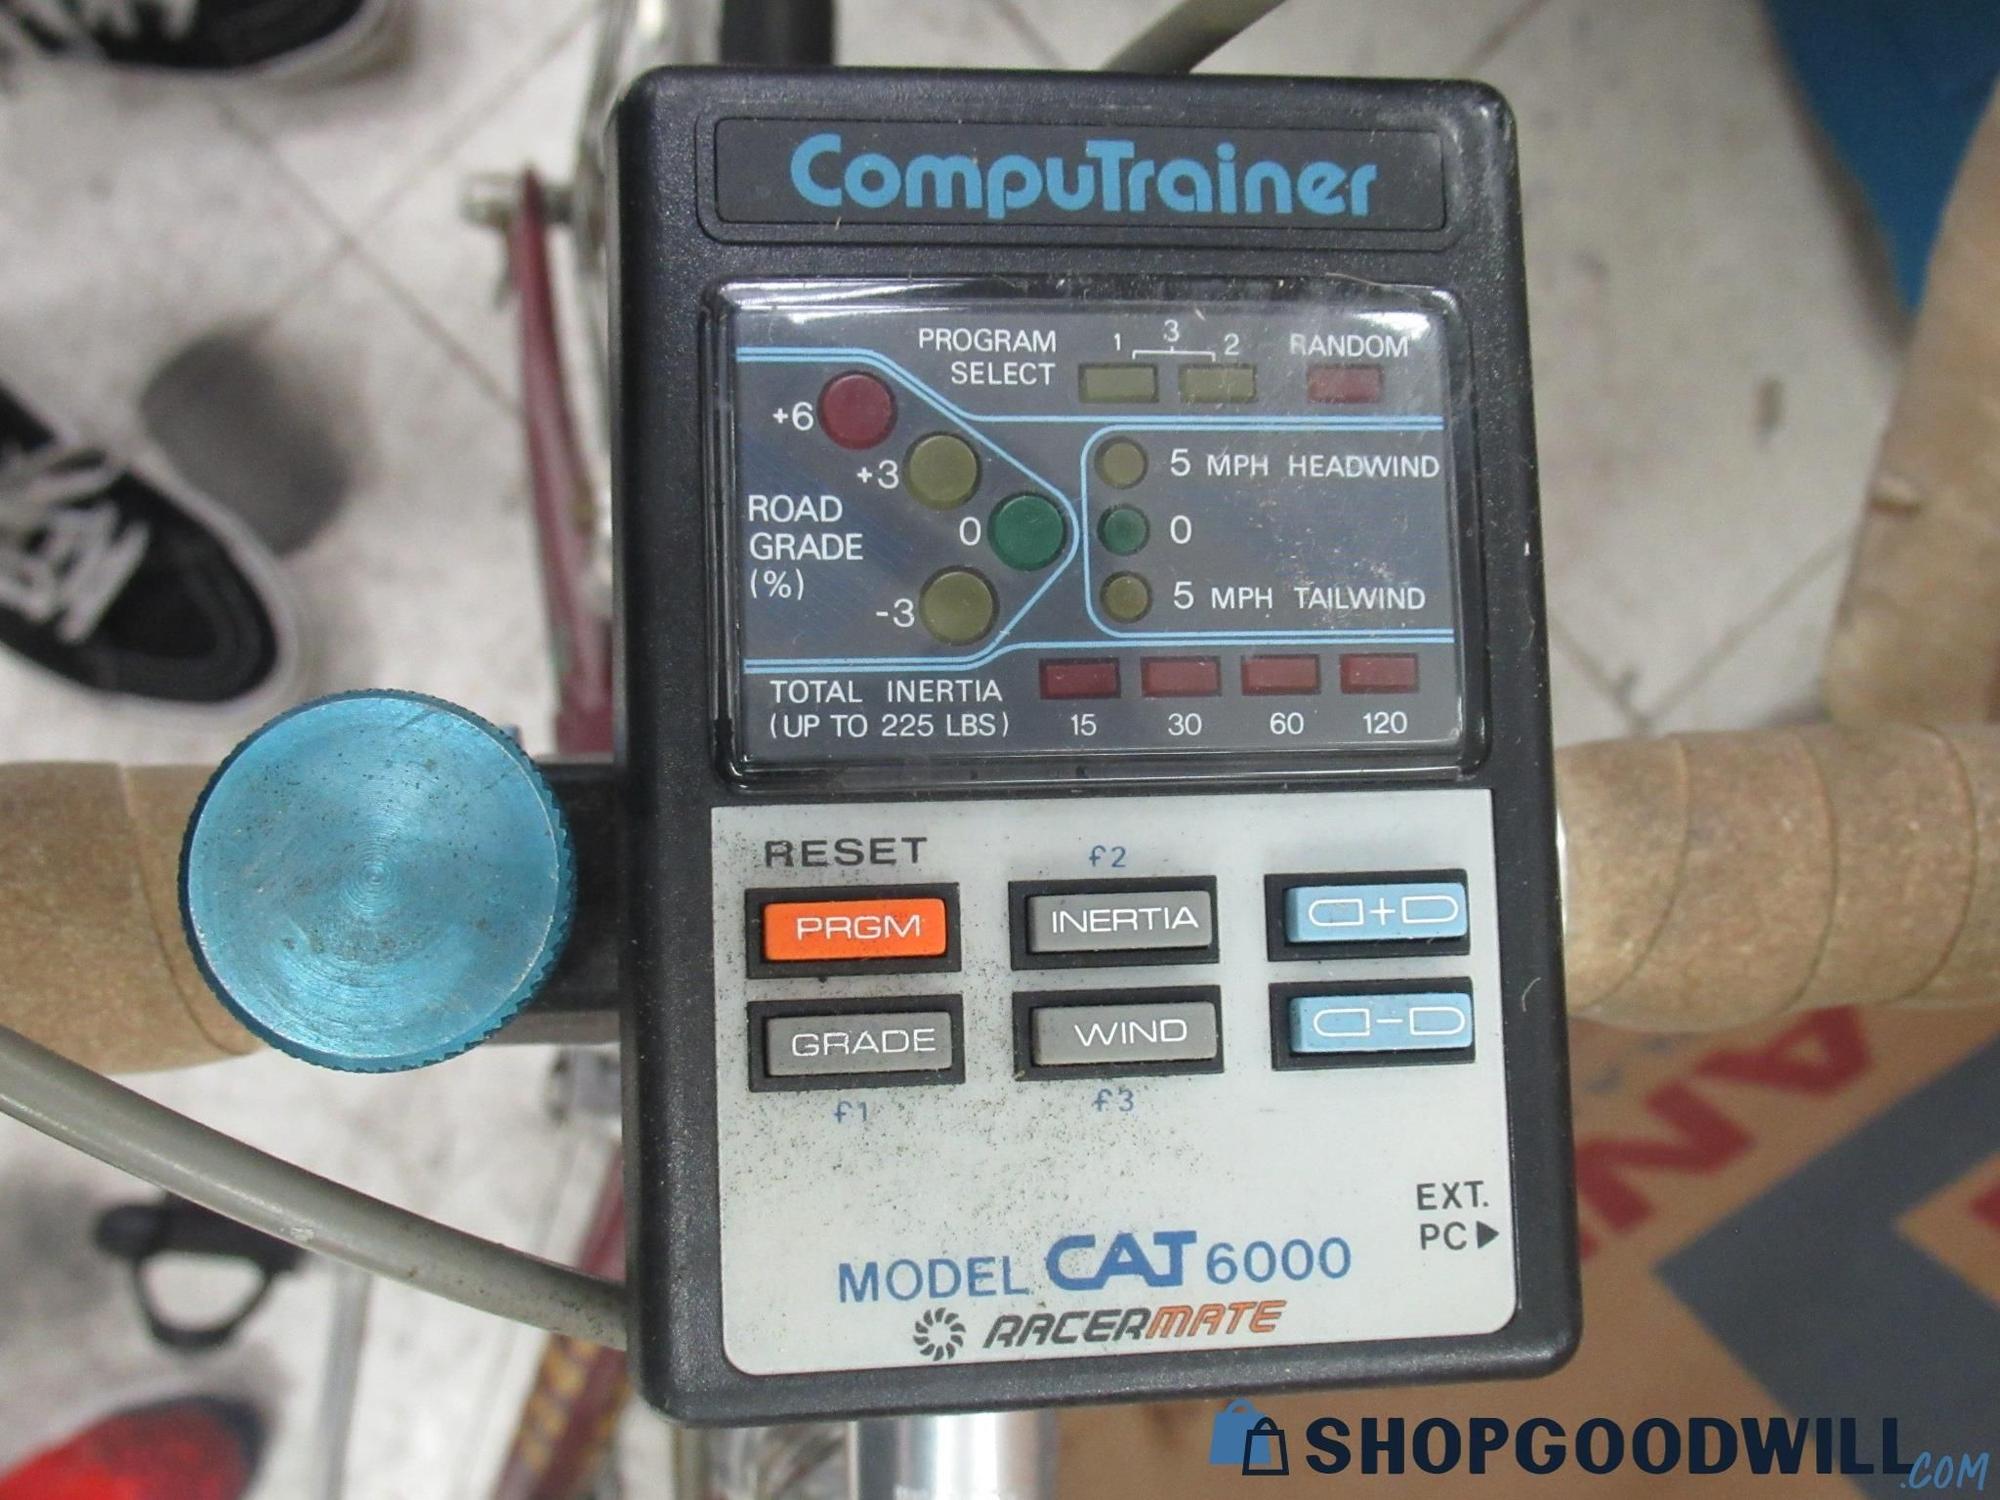 CompuTrainer
PROGRAM SELECT
1 3 2
RANDOM
+6
+3
0
-3
ROAD
GRADE
(%)
5 MPH HEADWIND
0
5 MPH TAILWIND
TOTAL INERTIA
(UP TO 225 LBS)
15 30 60 120
RESET
f2
PRGM INERTIA +
GRADE WIND -
f1 f3
EXT.
PC▶
MODEL CAT 6000
RACERMATE
SHOPGOODWILL.COM